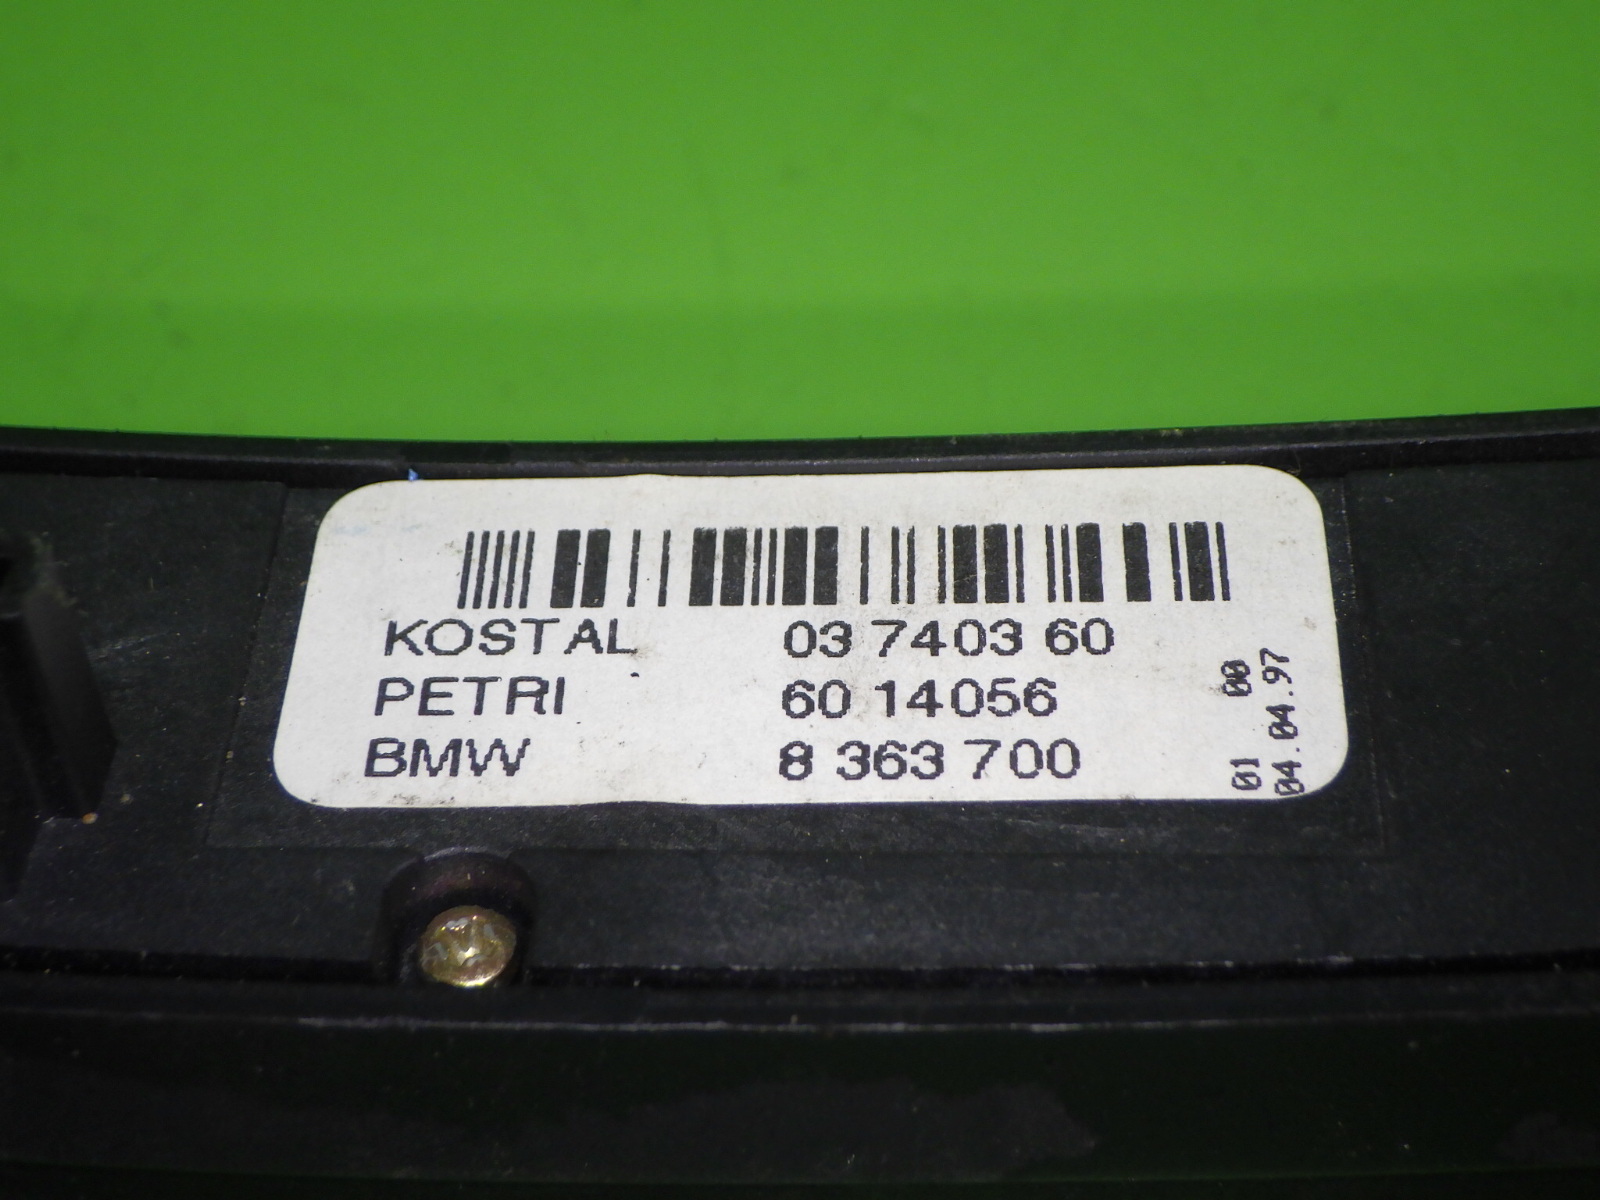 KOSTAL 03 7403 60
PETRI 60 14056
BMW 8 363 700
01 00
04.04.97